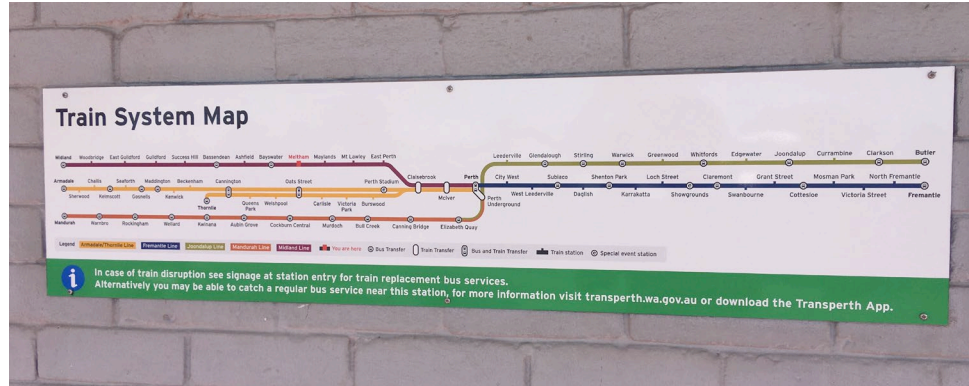 Train System Map
Midland Woodbridge East Guildford Guildford Success Hill Bassendean Ashfield Bayswater Meltham Maylands Mt Lawley East Perth
Leederville Glendalough Stirling Warwick Greenwood Whitfords Edgewater Joondalup Currambine Clarkson Butler
Claisebrook Perth
City West Subiaco Shenton Park Loch Street Claremont Grant Street Mosman Park North Fremantle
Armadale Challis Seaforth Maddington Beckenham Cannington Oats Street Perth Stadium
McIver Perth
Underground
West Leederville Daglish Karrakatta Showgrounds Swanbourne Cottesloe Victoria Street Fremantle
Sherwood Kelmscott Gosnells Kenwick Thornlie Queens
Park Welshpool Carlisle Victoria
Park Burswood
Mandurah Warnbro Rockingham Wellard Kwinana Aubin Grove Cockburn Central Murdoch Bull Creek Canning Bridge Elizabeth Quay
Legend Armadale/Thornlie Line Fremantle Line Joondalup Line Mandurah Line Midland Line You are here Bus Transfer Train Transfer Bus and Train Transfer Train station Special event station
i
In case of train disruption see signage at station entry for train replacement bus services.
Alternatively you may be able to catch a regular bus service near this station, for more information visit transperth.wa.gov.au or download the Transperth App.